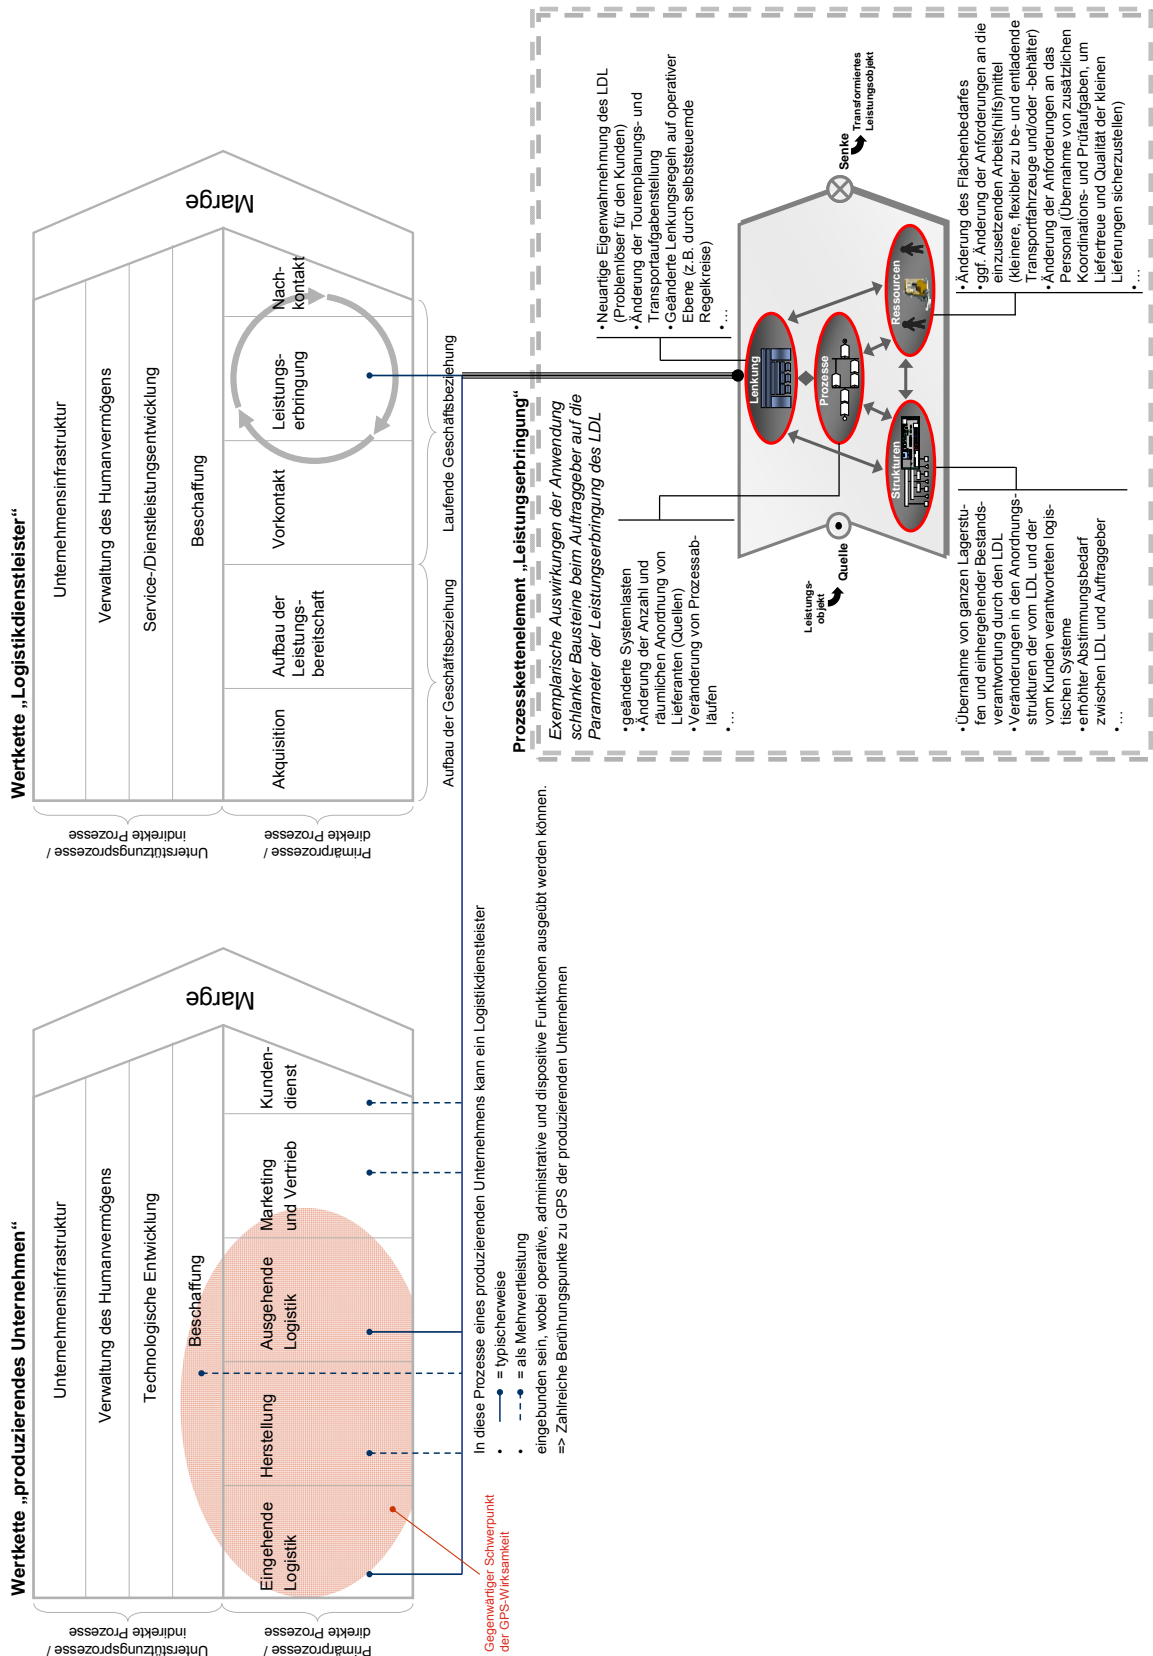 Wertkette „produzierendes Unternehmen“
Unterstützungsprozesse /
indirekte Prozesse
Primärprozesse /
direkte Prozesse
Unternehmensinfrastruktur
Verwaltung des Humanvermögens
Technologische Entwicklung
Beschaffung
Eingehende
Logistik
Herstellung
Ausgehende
Logistik
Marketing
und Vertrieb
Kunden-
dienst
Marge
Gegenwärtiger Schwerpunkt
der GPS-Wirksamkeit
In diese Prozesse eines produzierenden Unternehmens kann ein Logistikdienstleister
• = typischerweise
• = als Mehrwertleistung
eingebunden sein, wobei operative, administrative und dispositive Funktionen ausgeübt werden können.
=> Zahlreiche Berührungspunkte zu GPS der produzierenden Unternehmen
Wertkette „Logistikdienstleister“
Unterstützungsprozesse /
indirekte Prozesse
Primärprozesse /
direkte Prozesse
Unternehmensinfrastruktur
Verwaltung des Humanvermögens
Service-/Dienstleistungsentwicklung
Beschaffung
Akquisition
Aufbau der
Leistungs-
bereitschaft
Vorkontakt
Leistungs-
erbringung
Nach-
kontakt
Marge
Aufbau der Geschäftsbeziehung
Laufende Geschäftsbeziehung
Prozesskettenelement „Leistungserbringung“
Exemplarische Auswirkungen der Anwendung
schlanker Bausteine beim Auftraggeber auf die
Parameter der Leistungserbringung des LDL
• geänderte Systemlasten
• Änderung der Anzahl und
räumlichen Anordnung von
Lieferanten (Quellen)
• Veränderung von Prozessab-
läufen
• …
• Neuartige Eigenwahrnehmung des LDL
(Problemlöser für den Kunden)
• Änderung der Tourenplanungs- und
Transportaufgabenstellung
• Geänderte Lenkungsregeln auf operativer
Ebene (z.B. durch selbststeuernde
Regelkreise)
• …
Leistungs-
objekt
Quelle
Lenkung
Prozesse
Strukturen
Ressourcen
Senke
Transformiertes
Leistungsobjekt
• Übernahme von ganzen Lagerstu-
fen und einhergehender Bestands-
verantwortung durch den LDL
• Veränderungen in den Anordnungs-
strukturen der vom LDL und der
vom Kunden verantworteten logis-
tischen Systeme
• erhöhter Abstimmungsbedarf
zwischen LDL und Auftraggeber
• …
• Änderung des Flächenbedarfes
• ggf. Änderung der Anforderungen an die
einzusetzenden Arbeits(hilfs)mittel
(kleinere, flexibler zu be- und entladende
Transportfahrzeuge und/oder -behälter)
• Änderung der Anforderungen an das
Personal (Übernahme von zusätzlichen
Koordinations- und Prüfaufgaben, um
Liefertreue und Qualität der kleinen
Lieferungen sicherzustellen)
• …